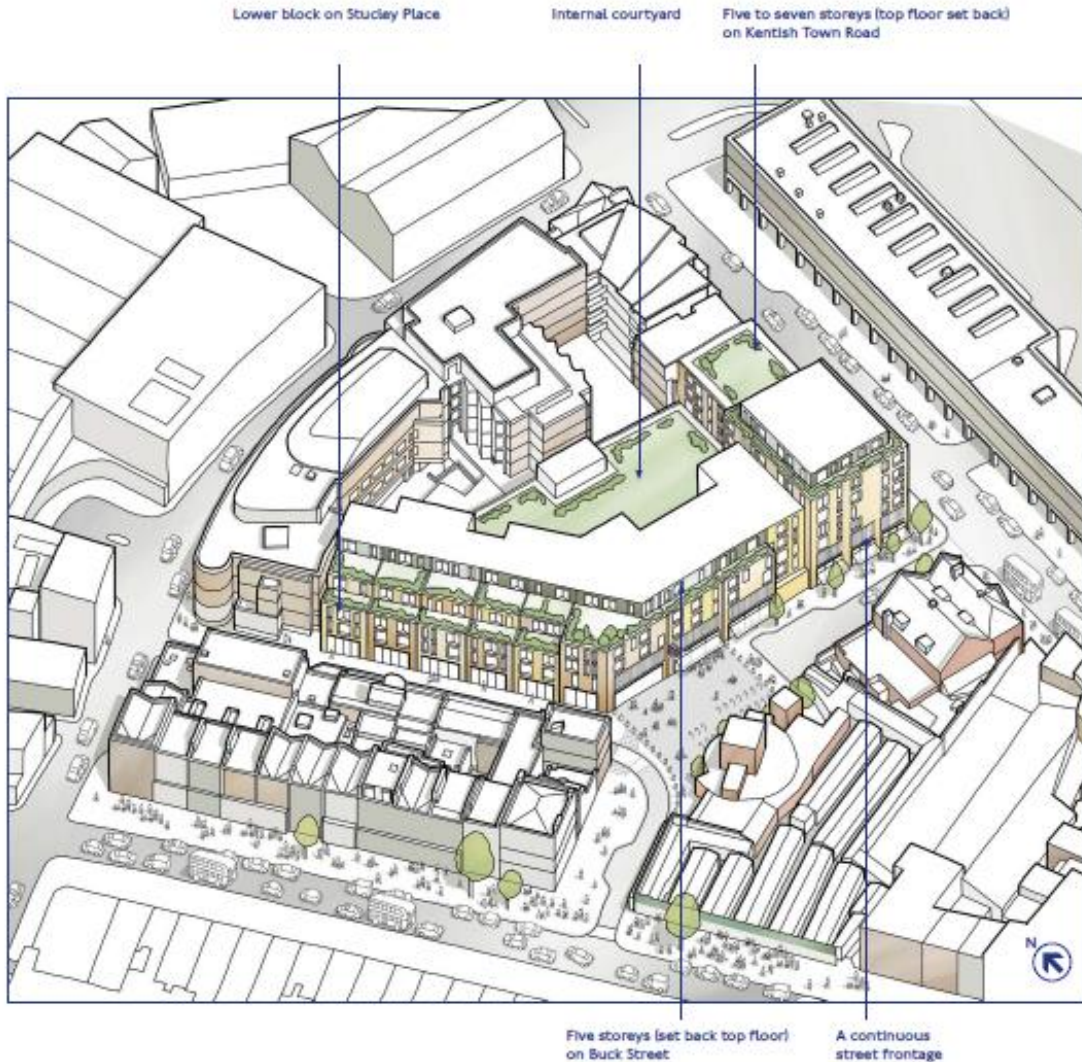 Lower block on Stucley Place
Internal courtyard
Five to seven storeys (top floor set back)
on Kentish Town Road
N
Five storeys (set back top floor)
on Buck Street
A continuous
street frontage